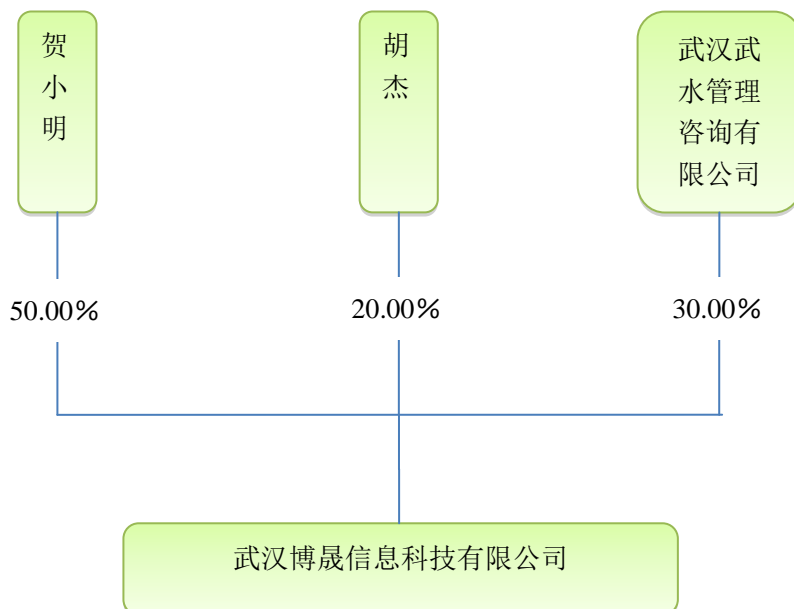 贺
小
明
胡
杰
武汉武
水管理
咨询有
限公司
50.00%
20.00%
30.00%
武汉博晟信息科技有限公司